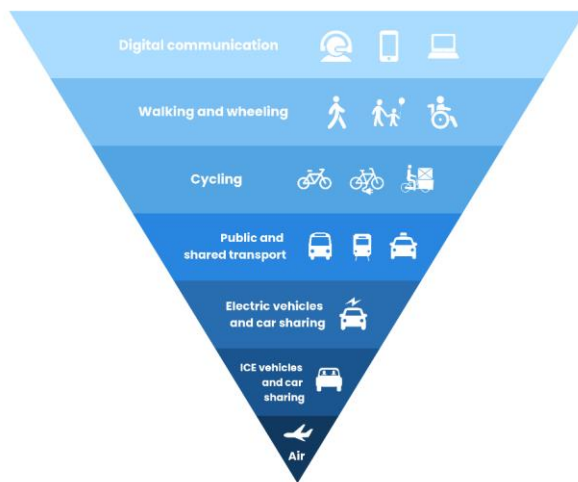 Digital communication
Walking and wheeling
Cycling
Public and
shared transport
Electric vehicles
and car sharing
ICE vehicles
and car
sharing
Air